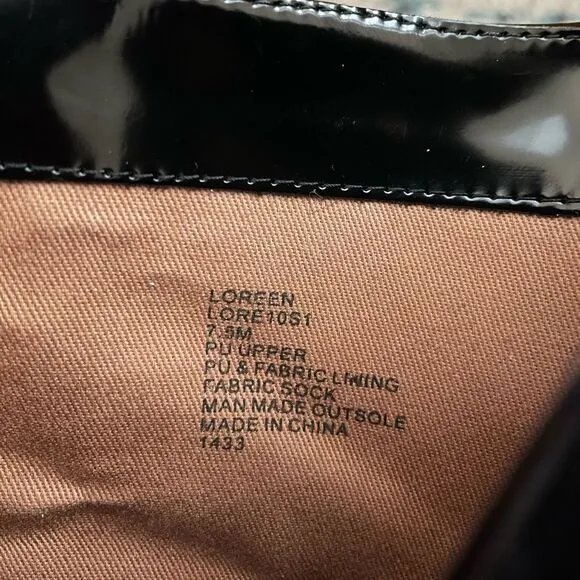 LOREEN
LORE10S1
7.5M
PU UPPER
PU & FABRIC LINING
FABRIC SOCK
MAN MADE OUTSOLE
MADE IN CHINA
1433